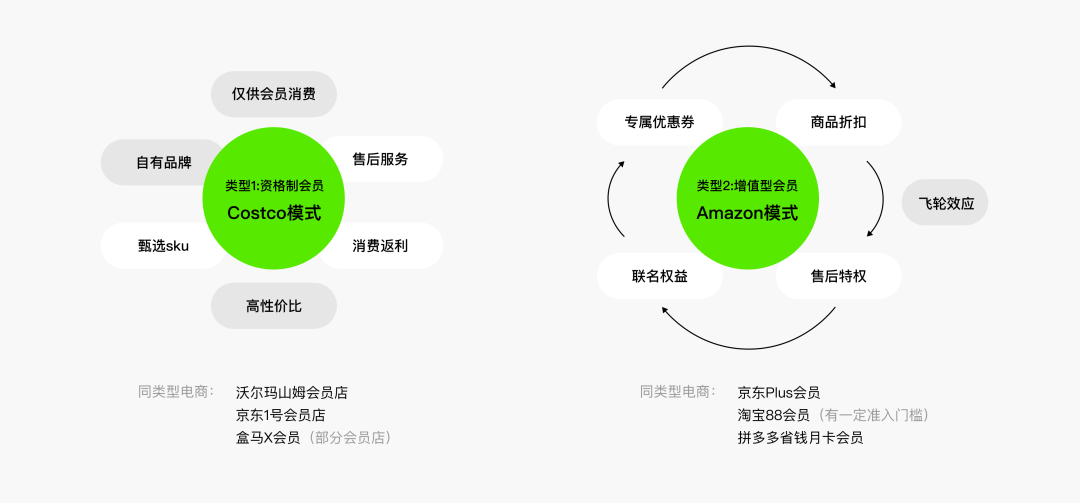 仅供会员消费
自有品牌
售后服务
类型1:资格制会员
Costco模式
甄选sku
消费返利
高性价比
同类型电商：
沃尔玛山姆会员店
京东1号会员店
盒马X会员（部分会员店）
专属优惠券
商品折扣
类型2:增值型会员
Amazon模式
飞轮效应
联名权益
售后特权
同类型电商：
京东Plus会员
淘宝88会员（有一定准入门槛）
拼多多省钱月卡会员